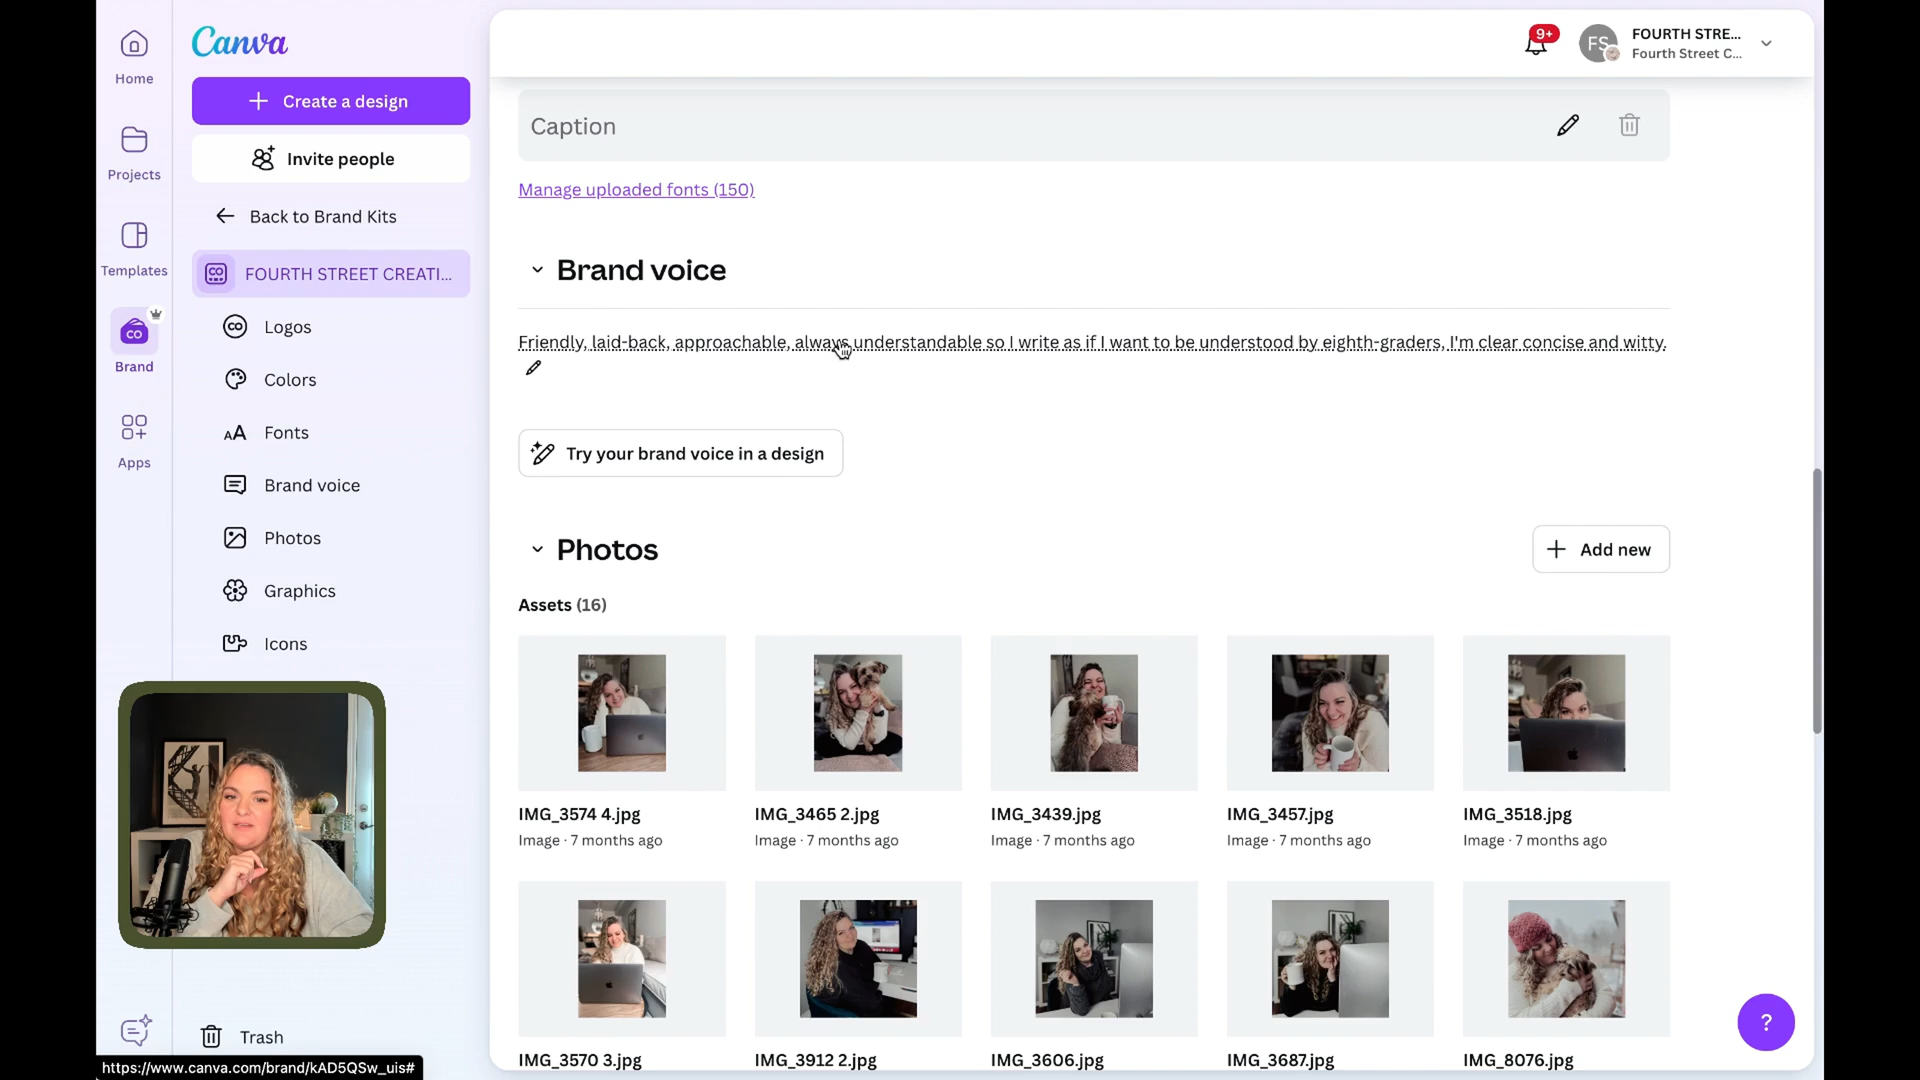 Home
Projects
Templates
Brand
Apps
Canva
Create a design
Invite people
Back to Brand Kits
FOURTH STREET CREATI...
Logos
Colors
Fonts
Brand voice
Photos
Graphics
Icons
Trash
https://www.canva.com/brand/kAD5QSw_uis#
9+
FS
FOURTH STRE...
Fourth Street C...
Caption
Manage uploaded fonts (150)
Brand voice
Friendly, laid-back, approachable, always understandable so I write as if I want to be understood by eighth-graders, I'm clear concise and witty.
Try your brand voice in a design
Photos
Add new
Assets (16)
IMG_3574 4.jpg
Image · 7 months ago
IMG_3465 2.jpg
Image · 7 months ago
IMG_3439.jpg
Image · 7 months ago
IMG_3457.jpg
Image · 7 months ago
IMG_3518.jpg
Image · 7 months ago
IMG_3570 3.jpg
IMG_3912 2.jpg
IMG_3606.jpg
IMG_3687.jpg
IMG_8076.jpg
?